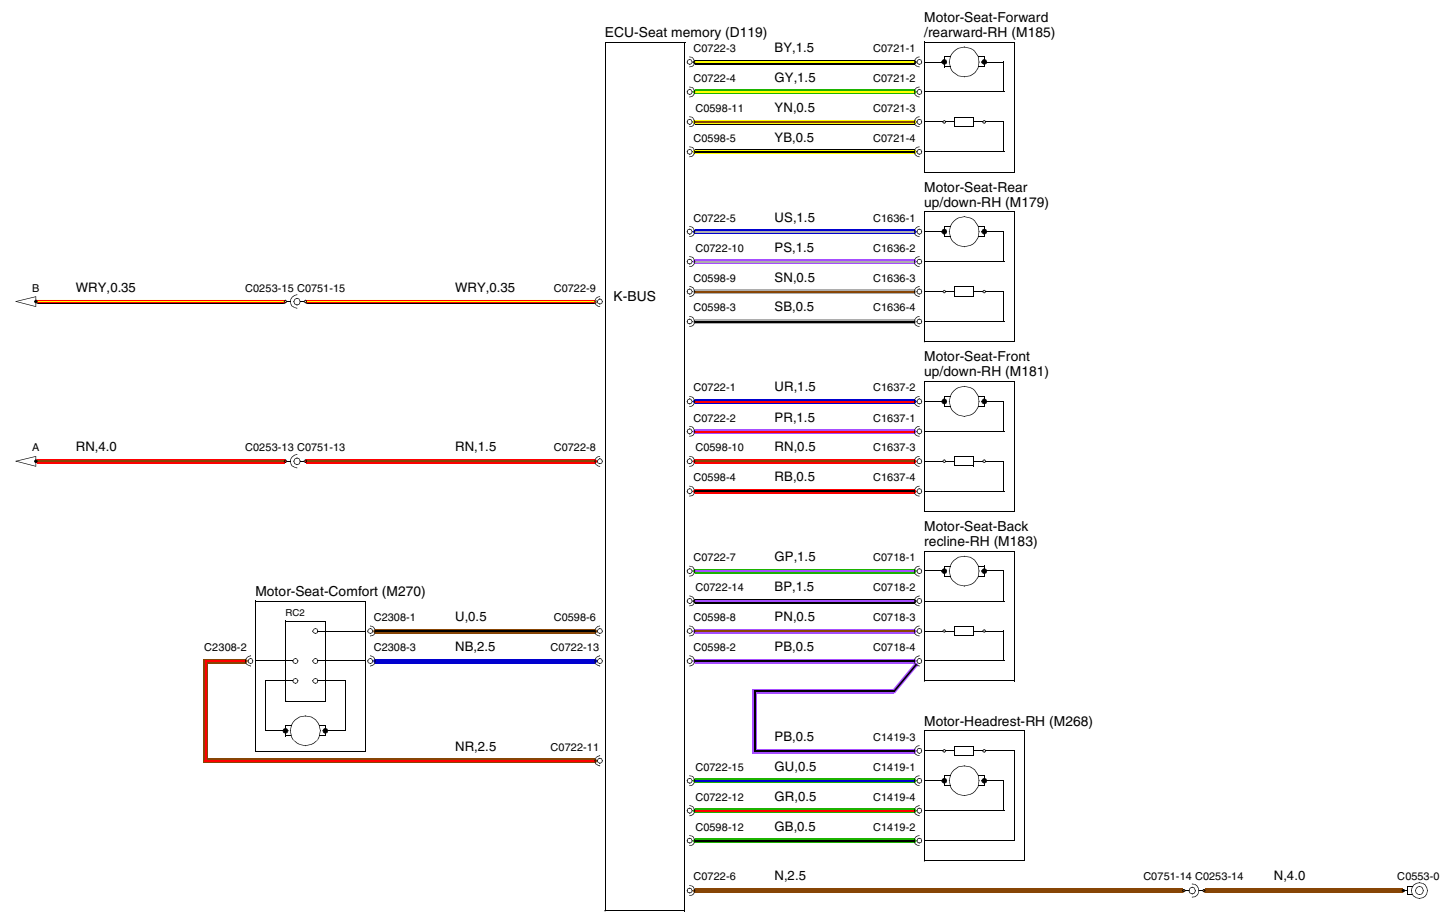 Motor-Seat-Forward
/rearward-RH (M185)
ECU-Seat memory (D119)
C0722-3 BY,1.5 C0721-1
C0722-4 GY,1.5 C0721-2
C0598-11 YN,0.5 C0721-3
C0598-5 YB,0.5 C0721-4
Motor-Seat-Rear
up/down-RH (M179)
C0722-5 US,1.5 C1636-1
C0722-10 PS,1.5 C1636-2
C0598-9 SN,0.5 C1636-3
C0598-3 SB,0.5 C1636-4
B WRY,0.35 C0253-15 C0751-15 WRY,0.35 C0722-9
K-BUS
Motor-Seat-Front
up/down-RH (M181)
C0722-1 UR,1.5 C1637-2
C0722-2 PR,1.5 C1637-1
C0598-10 RN,0.5 C1637-3
C0598-4 RB,0.5 C1637-4
A RN,4.0 C0253-13 C0751-13 RN,1.5 C0722-8
Motor-Seat-Back
recline-RH (M183)
C0722-7 GP,1.5 C0718-1
C0722-14 BP,1.5 C0718-2
C0598-8 PN,0.5 C0718-3
C0598-2 PB,0.5 C0718-4
Motor-Seat-Comfort (M270)
RC2
C2308-1 U,0.5 C0598-6
C2308-2
C2308-3 NB,2.5 C0722-13
NR,2.5 C0722-11
Motor-Headrest-RH (M268)
PB,0.5 C1419-3
C0722-15 GU,0.5 C1419-1
C0722-12 GR,0.5 C1419-4
C0598-12 GB,0.5 C1419-2
C0722-6 N,2.5 C0751-14 C0253-14 N,4.0 C0553-0